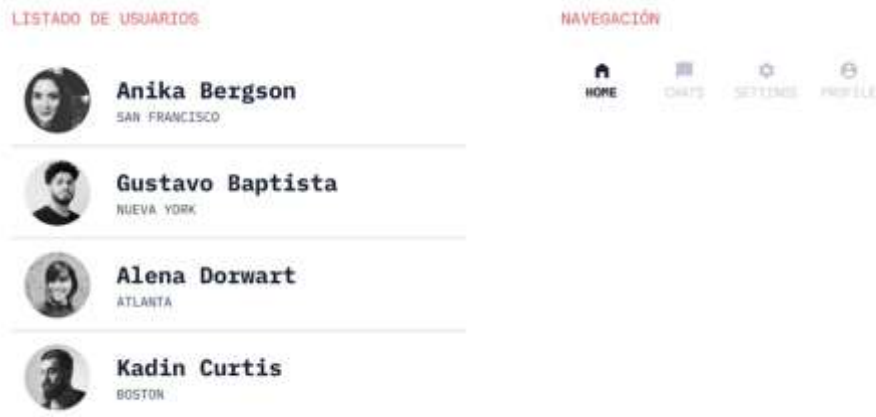 LISTADO DE USUARIOS
Anika Bergson
SAN FRANCISCO
Gustavo Baptista
NUEVA YORK
Alena Dorwart
ATLANTA
Kadin Curtis
BOSTON
NAVEGACIÓN
HOME CHATS SETTINGS PROFILE